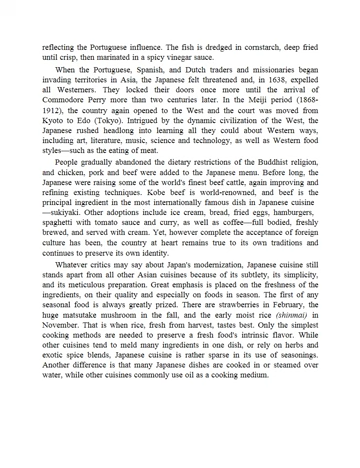 reflecting the Portuguese influence. The fish is dredged in cornstarch, deep fried
until crisp, then marinated in a spicy vinegar sauce.
When the Portuguese, Spanish, and Dutch traders and missionaries began
invading territories in Asia, the Japanese felt threatened and, in 1638, expelled
all Westerners. They locked their doors once more until the arrival of
Commodore Perry more than two centuries later. In the Meiji period (1868-
1912), the country again opened to the West and the court was moved from
Kyoto to Edo (Tokyo). Intrigued by the dynamic civilization of the West, the
Japanese rushed headlong into learning all they could about Western ways,
including art, literature, music, science and technology, as well as Western food
styles—such as the eating of meat.
People gradually abandoned the dietary restrictions of the Buddhist religion,
and chicken, pork and beef were added to the Japanese menu. Before long, the
Japanese were raising some of the world's finest beef cattle, again improving and
refining existing techniques. Kobe beef is world-renowned, and beef is the
principal ingredient in the most internationally famous dish in Japanese cuisine
—sukiyaki. Other adoptions include ice cream, bread, fried eggs, hamburgers,
spaghetti with tomato sauce and curry, as well as coffee—full bodied, freshly
brewed, and served with cream. Yet, however complete the acceptance of foreign
culture has been, the country at heart remains true to its own traditions and
continues to preserve its own identity.
Whatever critics may say about Japan's modernization, Japanese cuisine still
stands apart from all other Asian cuisines because of its subtlety, its simplicity,
and its meticulous preparation. Great emphasis is placed on the freshness of the
ingredients, on their quality and especially on foods in season. The first of any
seasonal food is always greatly prized. There are strawberries in February, the
huge matsutake mushroom in the fall, and the early moist rice (shinmai) in
November. That is when rice, fresh from harvest, tastes best. Only the simplest
cooking methods are needed to preserve a fresh food's intrinsic flavor. While
other cuisines tend to meld many ingredients in one dish, or rely on herbs and
exotic spice blends, Japanese cuisine is rather sparse in its use of seasonings.
Another difference is that many Japanese dishes are cooked in or steamed over
water, while other cuisines commonly use oil as a cooking medium.